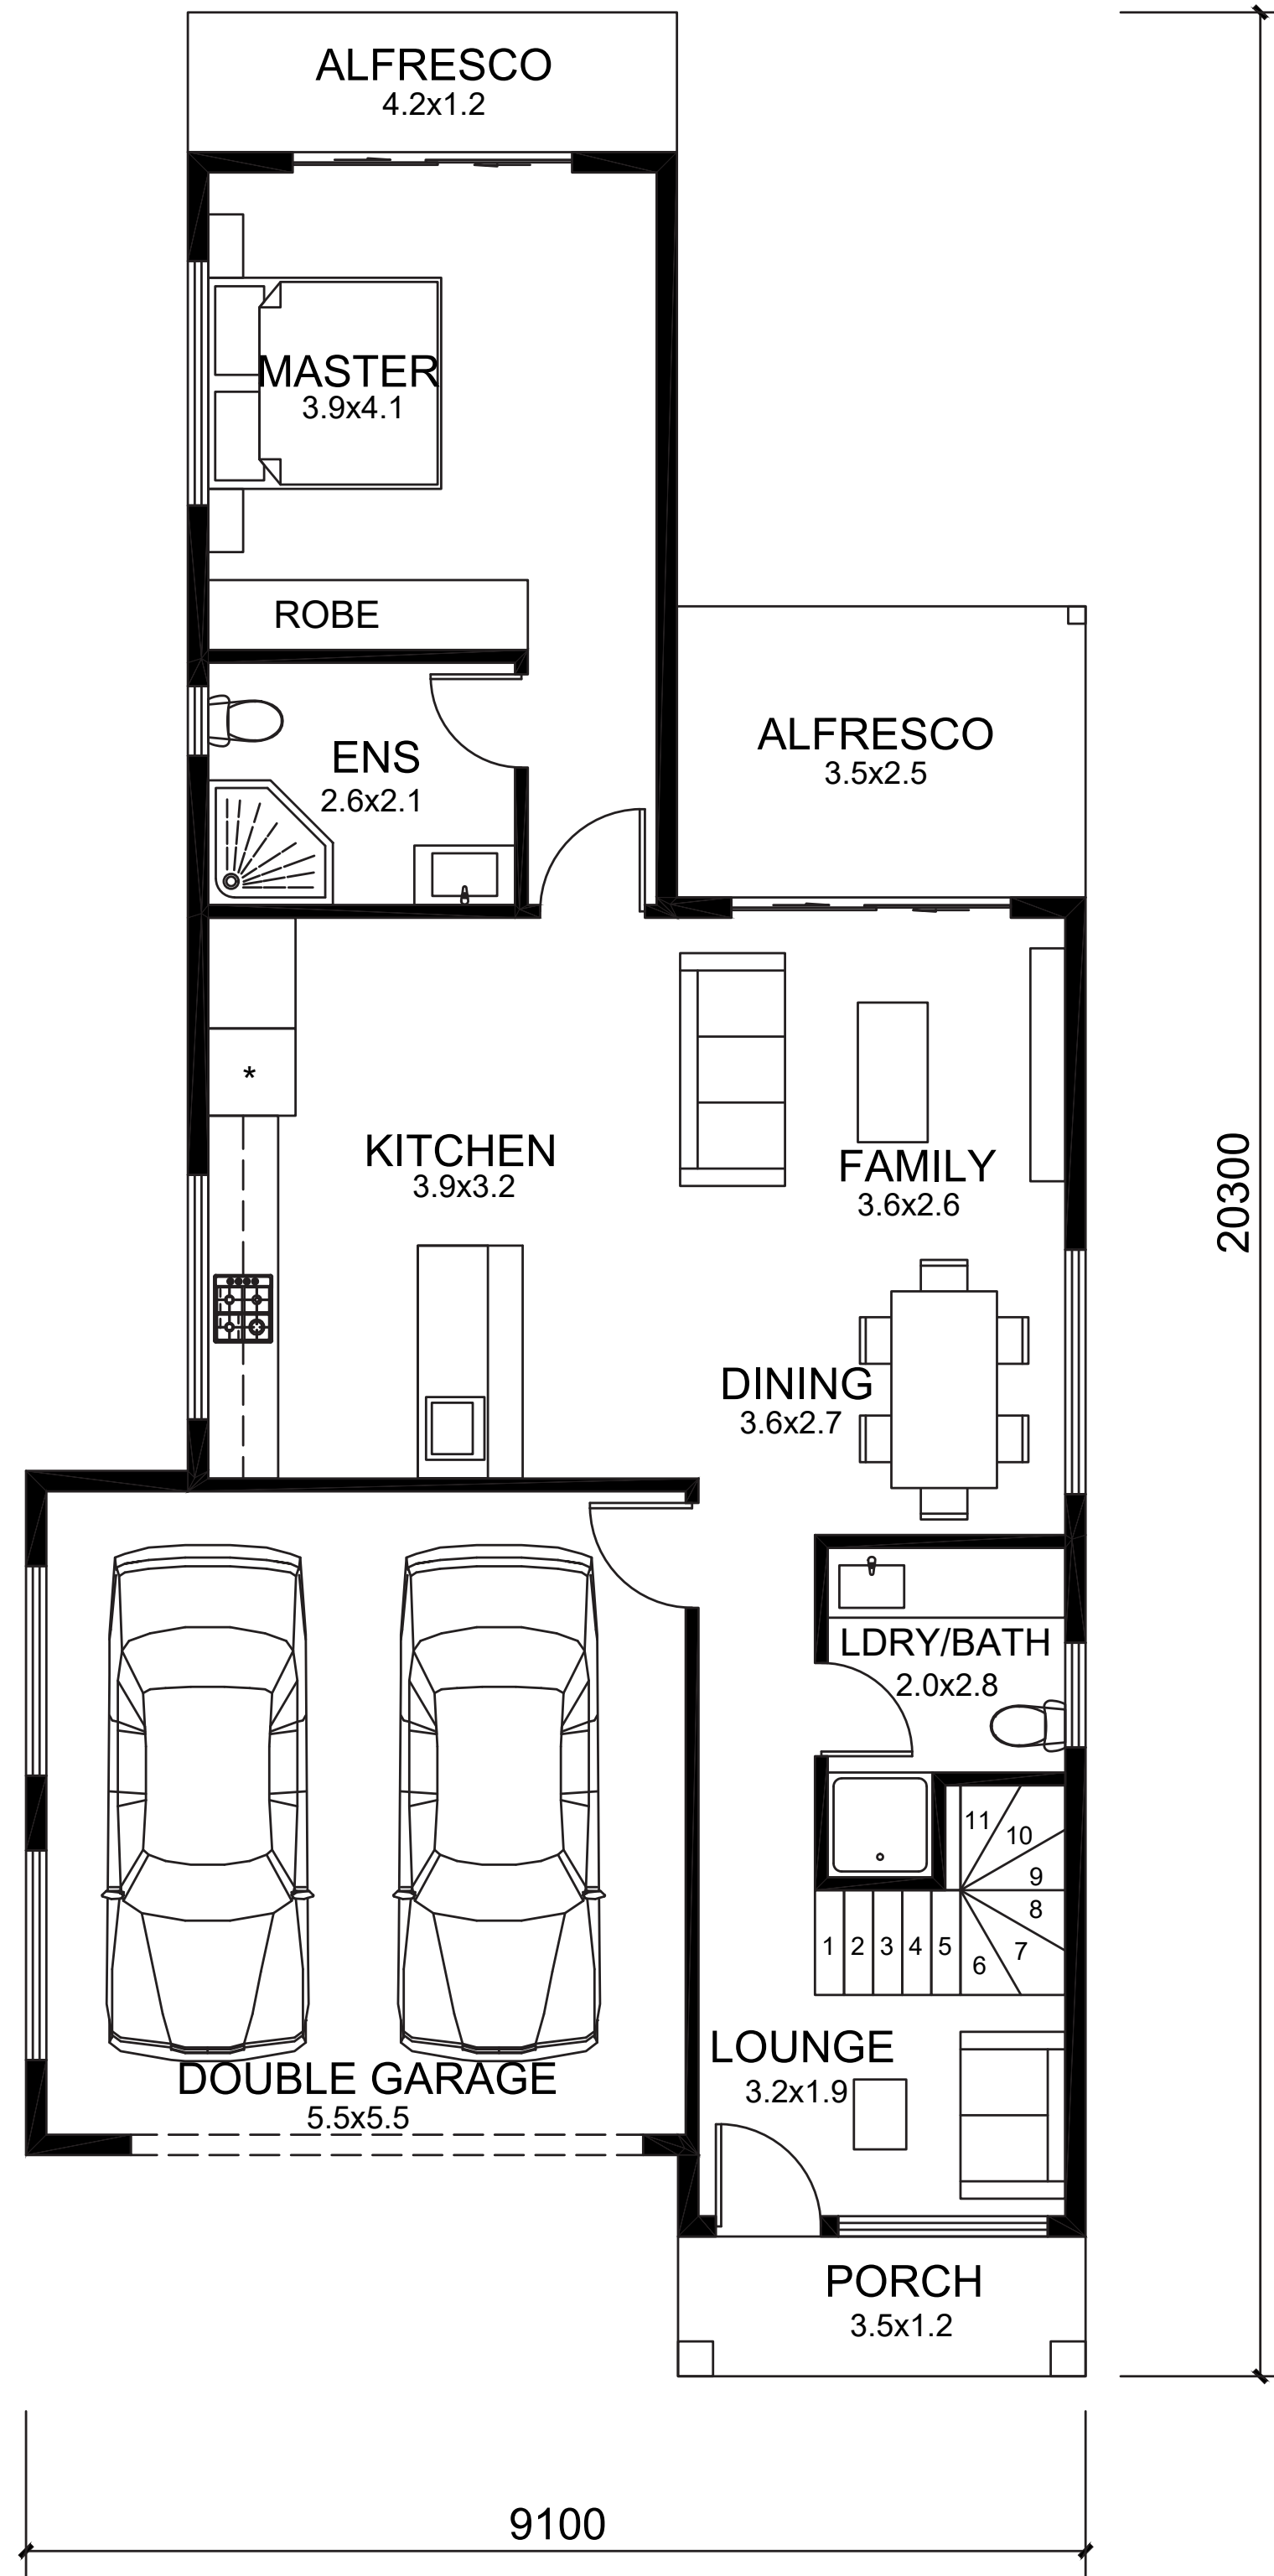 ALFRESCO
4.2x1.2
MASTER
3.9x4.1
ROBE
ENS
2.6x2.1
ALFRESCO
3.5x2.5
*
KITCHEN
3.9x3.2
FAMILY
3.6x2.6
20300
DINING
3.6x2.7
LDRY/BATH
2.0x2.8
11
10
9
8
7
6
1 2 3 4 5
LOUNGE
3.2x1.9
DOUBLE GARAGE
5.5x5.5
PORCH
3.5x1.2
9100